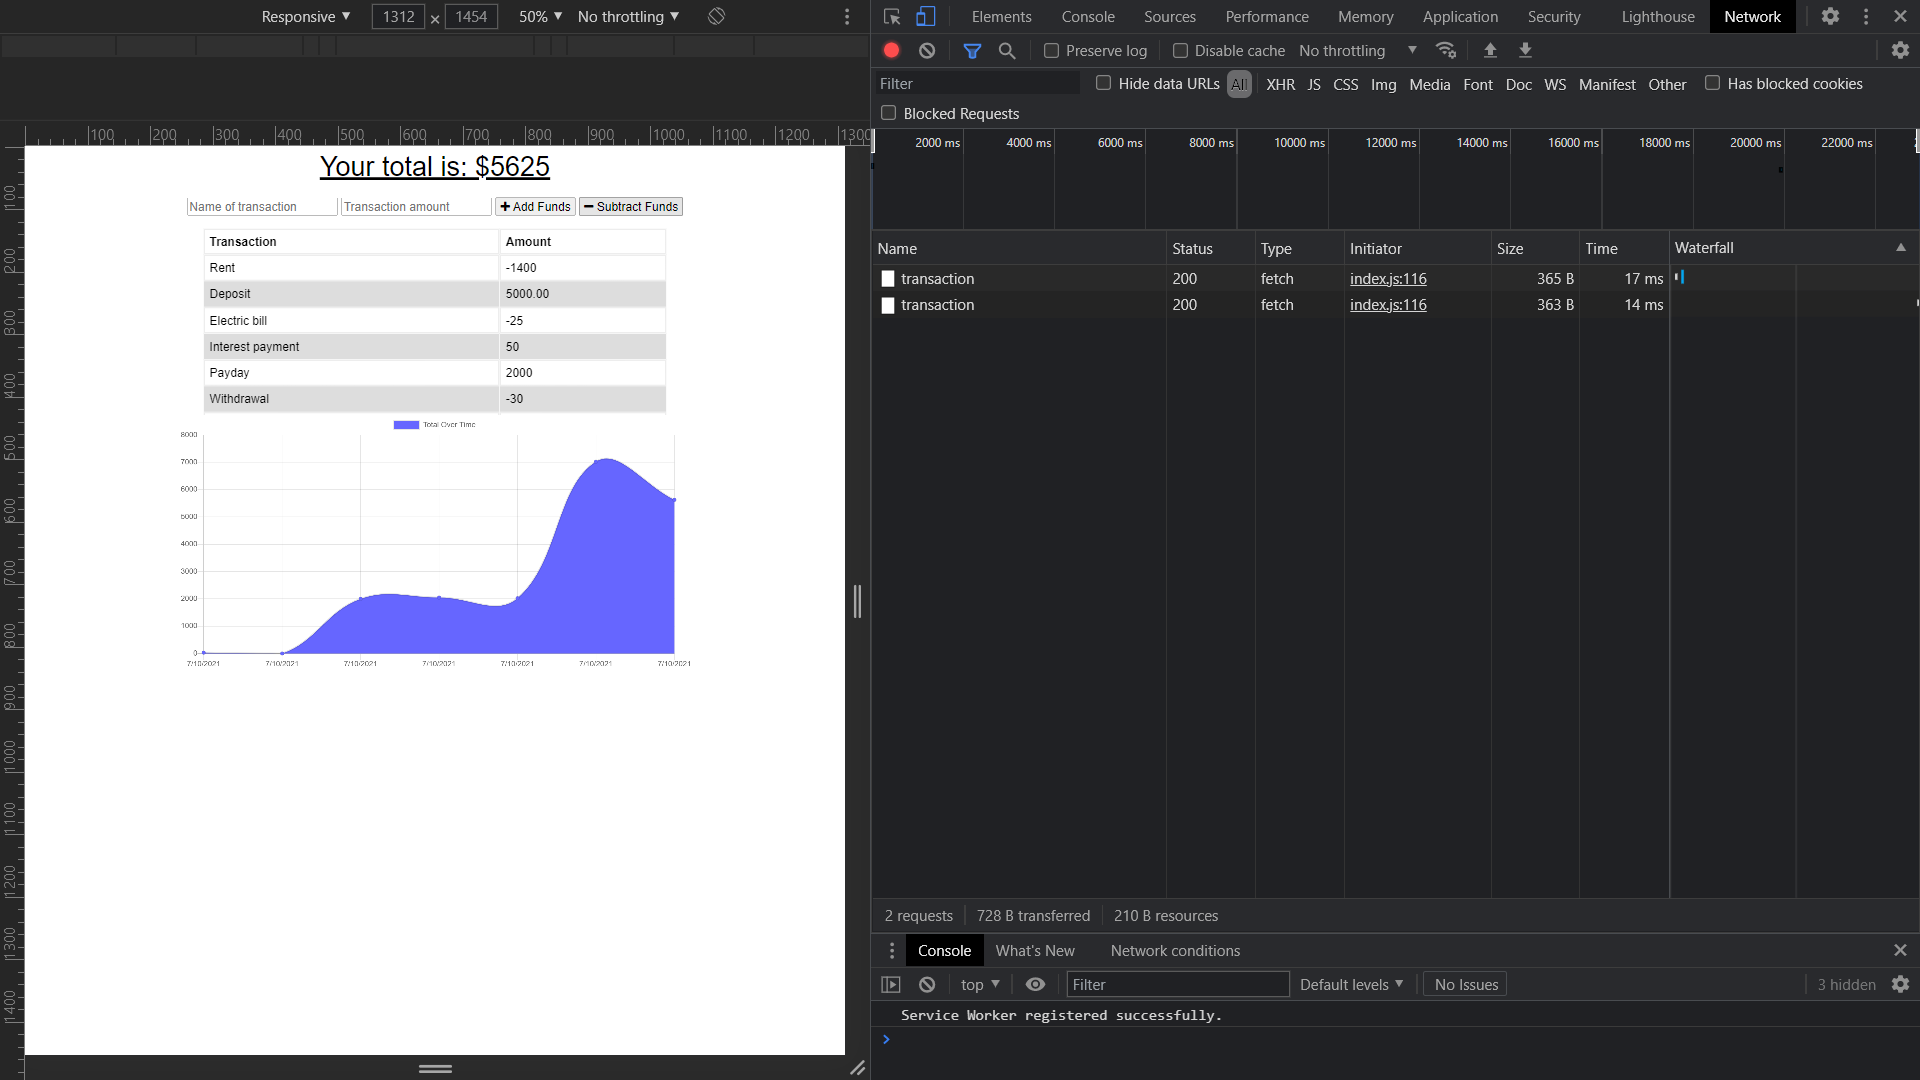 Responsive ▼ 1312 × 1454 50% ▼ No throttling ▼
100 200 300 400 500 600 700 800 900 1000 1100 1200 1300
100
200
300
400
500
600
700
800
900
1000
1100
1200
1300
1400
Your total is: $5625
Name of transaction Transaction amount + Add Funds − Subtract Funds
Transaction Amount
Rent -1400
Deposit 5000.00
Electric bill -25
Interest payment 50
Payday 2000
Withdrawal -30
Total Over Time
8000
7000
6000
5000
4000
3000
2000
1000
0
7/10/2021 7/10/2021 7/10/2021 7/10/2021 7/10/2021 7/10/2021 7/10/2021
Elements Console Sources Performance Memory Application Security Lighthouse Network
Preserve log Disable cache No throttling ▼
Filter Hide data URLs All XHR JS CSS Img Media Font Doc WS Manifest Other Has blocked cookies
Blocked Requests
2000 ms 4000 ms 6000 ms 8000 ms 10000 ms 12000 ms 14000 ms 16000 ms 18000 ms 20000 ms 22000 ms
Name Status Type Initiator Size Time Waterfall
transaction 200 fetch index.js:116 365 B 17 ms
transaction 200 fetch index.js:116 363 B 14 ms
2 requests 728 B transferred 210 B resources
Console What's New Network conditions
top ▼ Filter Default levels ▼ No Issues 3 hidden
Service Worker registered successfully.